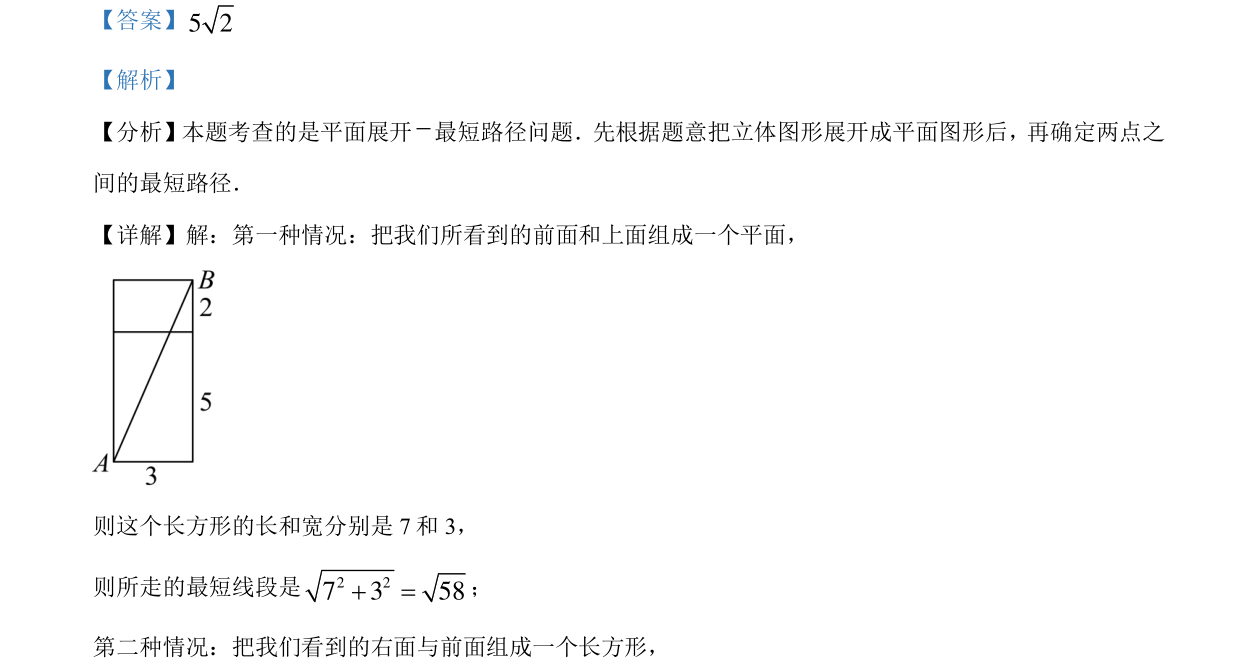 【答案】5√2
【解析】
【分析】本题考查的是平面展开－最短路径问题．先根据题意把立体图形展开成平面图形后，再确定两点之
间的最短路径．
【详解】解：第一种情况：把我们所看到的前面和上面组成一个平面，
B
2
5
A
3
则这个长方形的长和宽分别是 7 和 3，
则所走的最短线段是√(7²+3²)=√58；
第二种情况：把我们看到的右面与前面组成一个长方形，